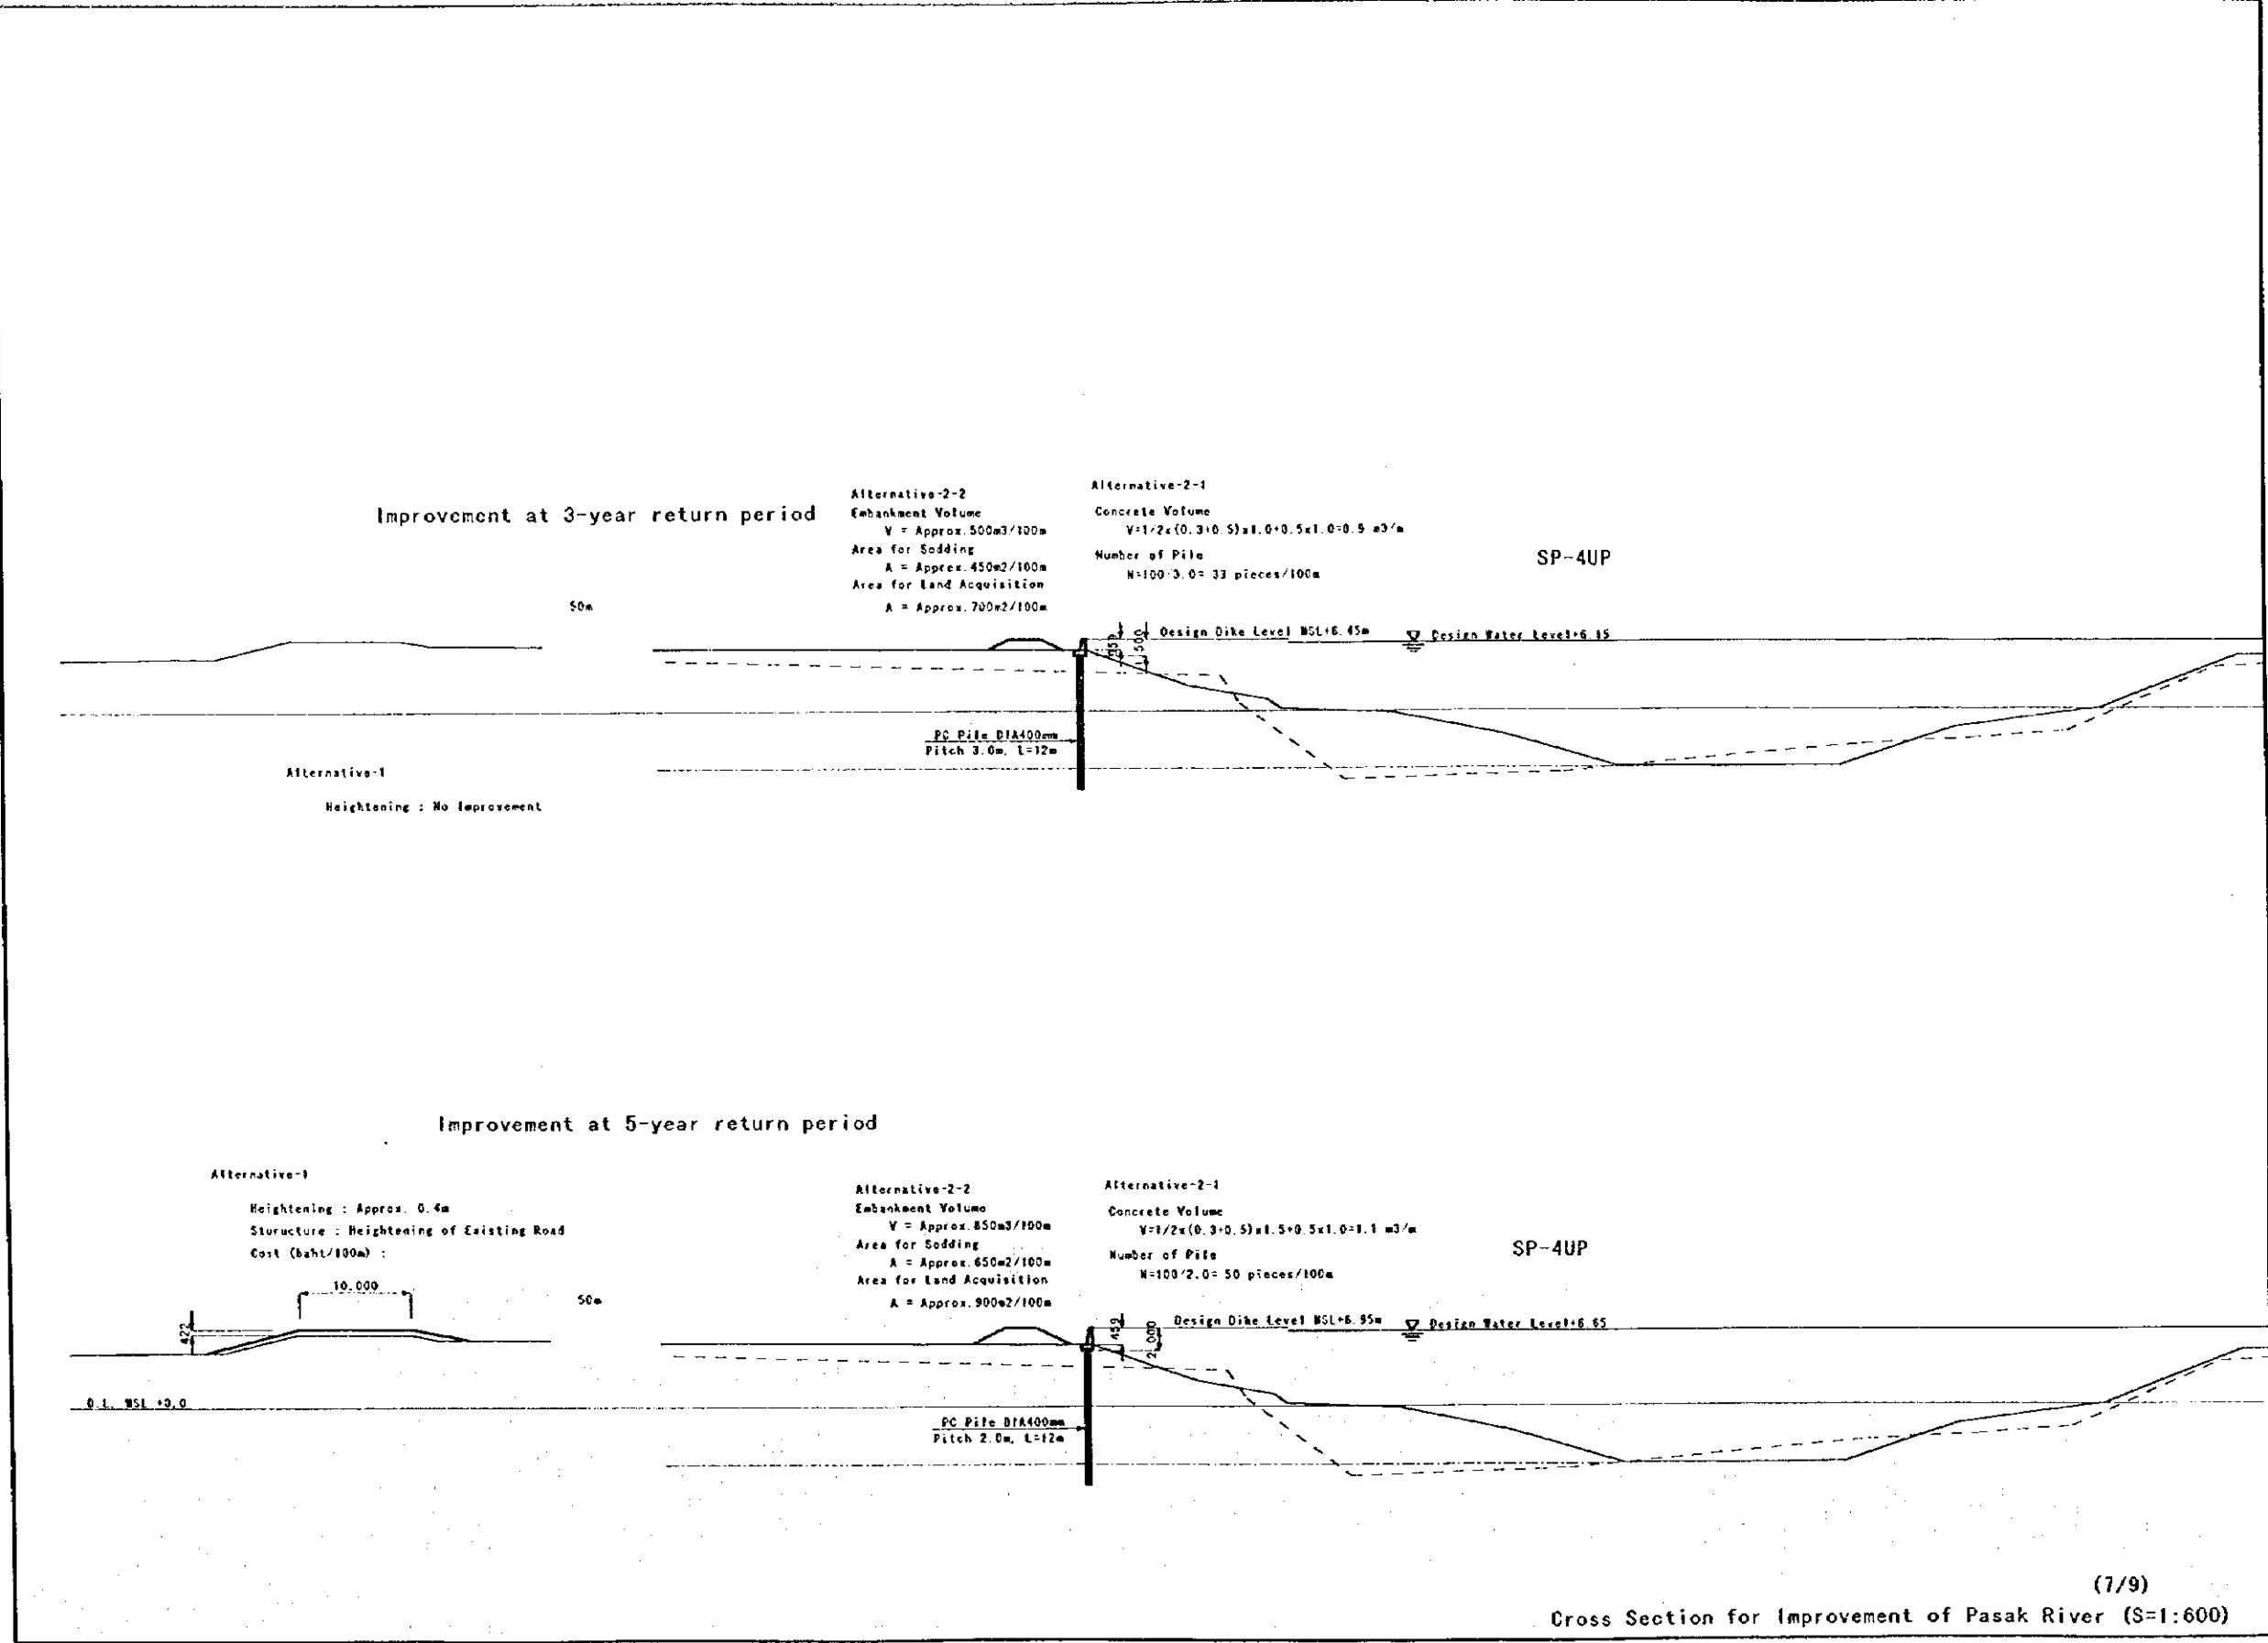 Improvement at 3-year return period
Alternative-2-2
Embankment Volume
V = Approx. 500m3/100m
Area for Sodding
A = Approx. 450m2/100m
Area for Land Acquisition
A = Approx. 700m2/100m
Alternative-2-1
Concrete Volume
V=1/2x(0.3+0.5)x1.0+0.5x1.0=0.9 m3/m
Number of Pile
N=100/3.0= 33 pieces/100m
SP-4UP
50m
500
Design Dike Level MSL+6.45m
Design Water Level+6.15
PC Pile DIA400mm
Pitch 3.0m, L=12m
Alternative-1
Heightening : No Improvement
Improvement at 5-year return period
Alternative-1
Heightening : Approx. 0.4m
Sturucture : Heightening of Existing Road
Cost (baht/100m) :
10.000
422
50m
Alternative-2-2
Embankment Volume
V = Approx. 850m3/100m
Area for Sodding
A = Approx. 650m2/100m
Area for Land Acquisition
A = Approx. 900m2/100m
Alternative-2-1
Concrete Volume
V=1/2x(0.3+0.5)x1.5+0.5x1.0=1.1 m3/m
Number of Pile
N=100/2.0= 50 pieces/100m
SP-4UP
459
2.000
Design Dike Level MSL+6.95m
Design Water Level+6.65
D.L. MSL +0.0
PC Pile DIA400mm
Pitch 2.0m, L=12m
(7/9)
Cross Section for Improvement of Pasak River (S=1:600)